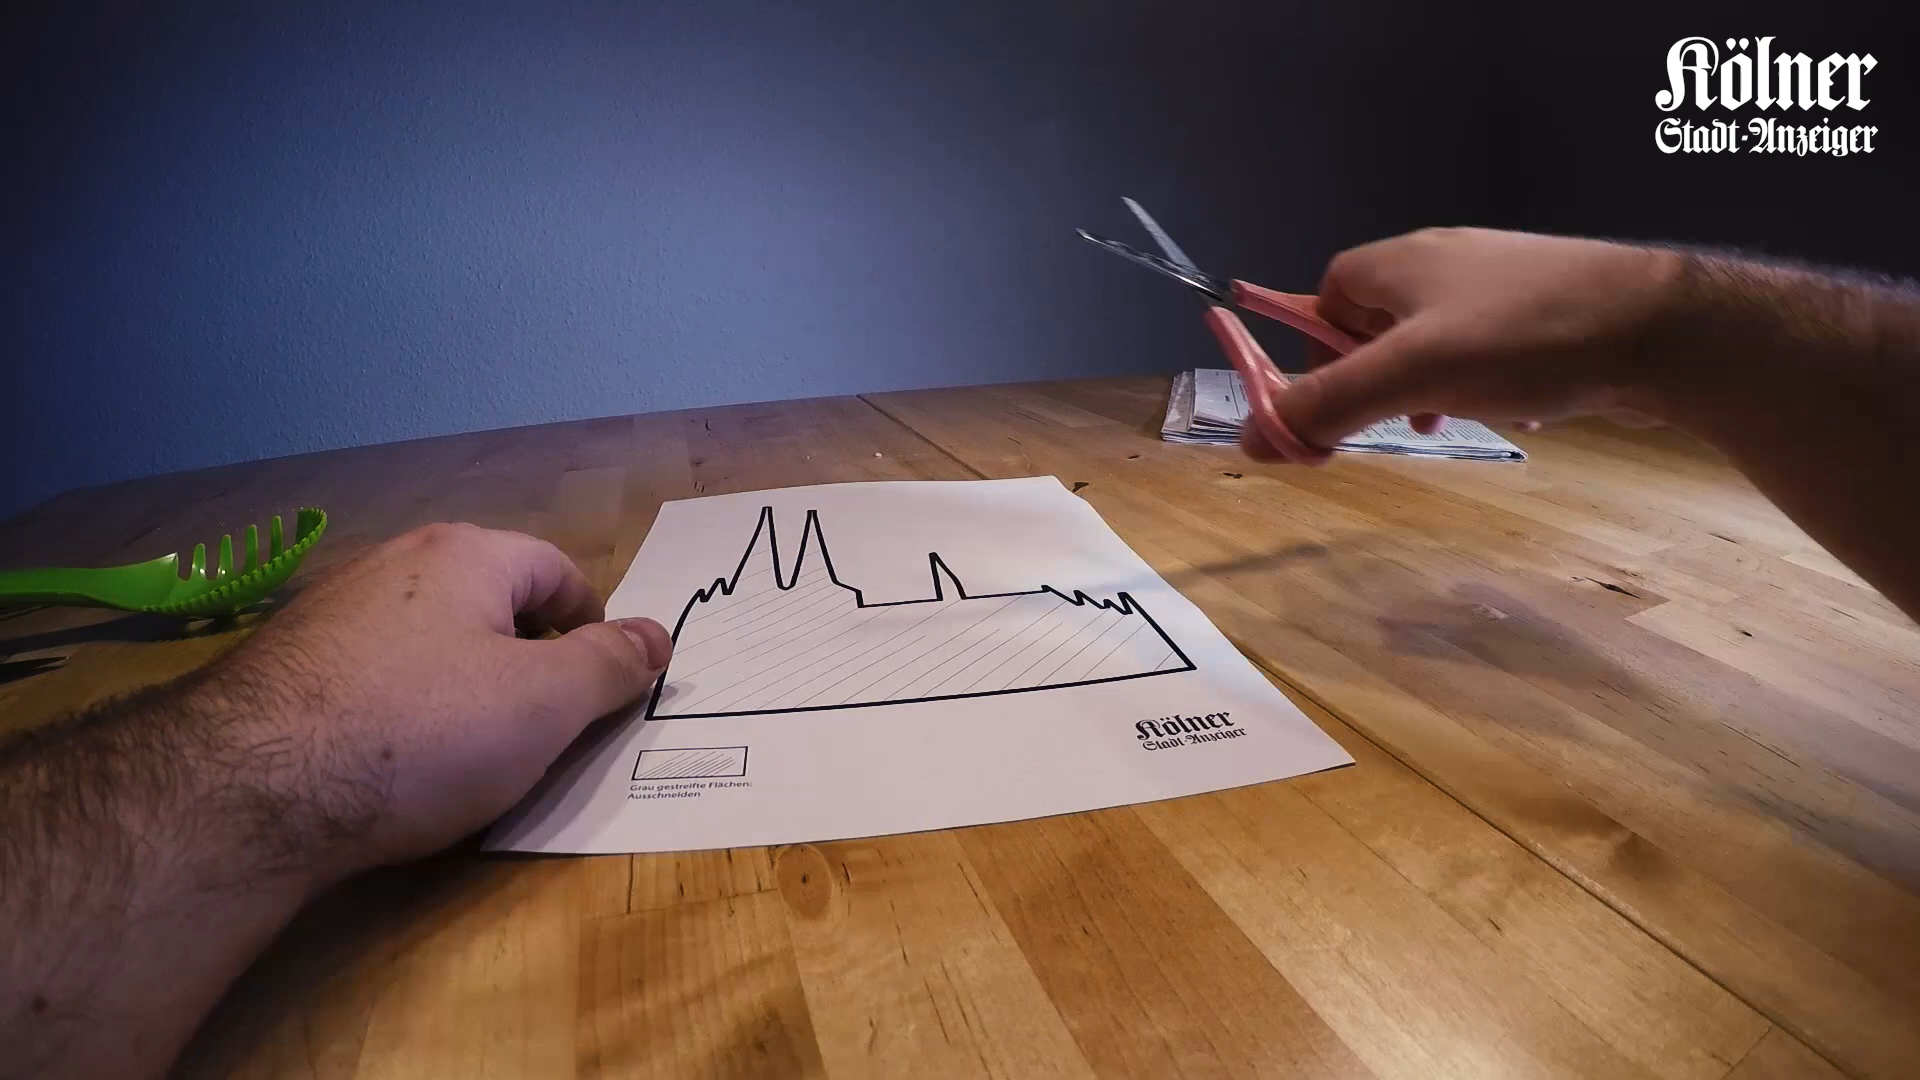 Kölner
Stadt-Anzeiger
Kölner
Stadt-Anzeiger
Grau gestreifte Flächen:
Ausschneiden